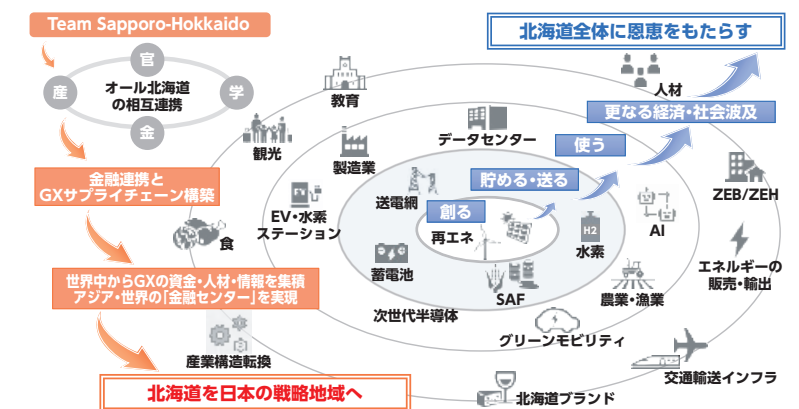 Team Sapporo-Hokkaido
官
産
学
金
オール北海道
の相互連携
金融連携と
GXサプライチェーン構築
世界中からGXの資金・人材・情報を集積
アジア・世界の「金融センター」を実現
北海道を日本の戦略地域へ
北海道全体に恩恵をもたらす
更なる経済・社会波及
使う
貯める・送る
創る
再エネ
送電網
蓄電池
SAF
H2
水素
データセンター
製造業
EV
EV・水素
ステーション
次世代半導体
グリーンモビリティ
農業・漁業
AI
教育
人材
観光
食
産業構造転換
北海道ブランド
交通輸送インフラ
エネルギーの
販売・輸出
ZEB/ZEH